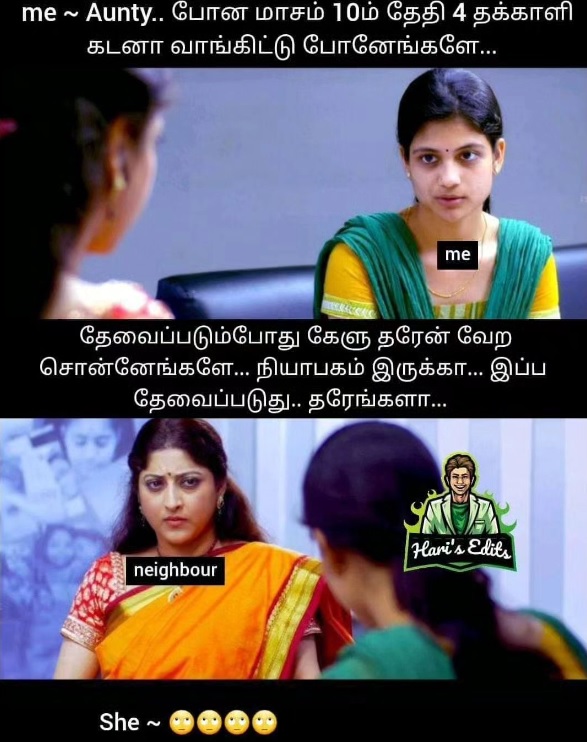 me ~ Aunty.. போன மாசம் 10ம் தேதி 4 தக்காளி
கடனா வாங்கிட்டு போனேங்களே...
me
தேவைப்படும்போது கேளு தரேன் வேற
சொன்னேங்களே... நியாபகம் இருக்கா... இப்ப
தேவைப்படுது.. தரேங்களா...
neighbour
Hari's Edits
She ~ 🙄🙄🙄🙄